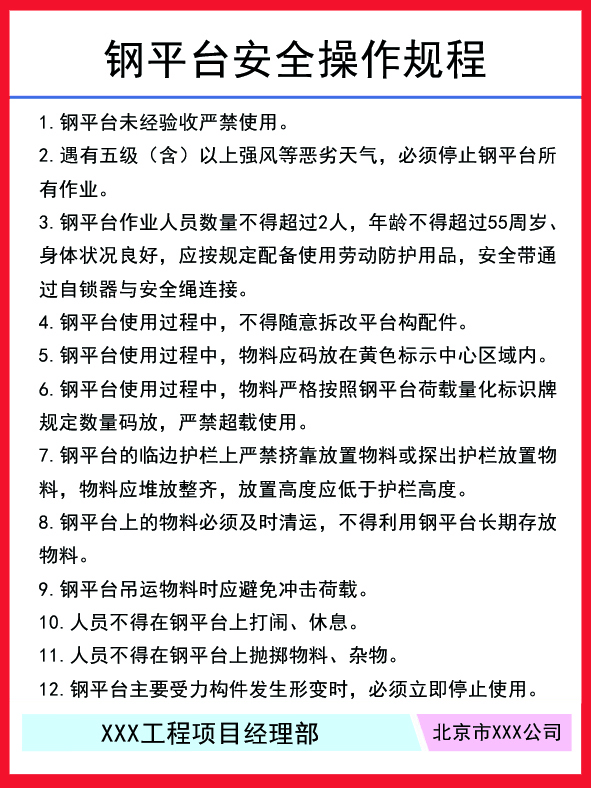 钢平台安全操作规程
1.钢平台未经验收严禁使用。
2.遇有五级（含）以上强风等恶劣天气，必须停止钢平台所
有作业。
3.钢平台作业人员数量不得超过2人，年龄不得超过55周岁、
身体状况良好，应按规定配备使用劳动防护用品，安全带通
过自锁器与安全绳连接。
4.钢平台使用过程中，不得随意拆改平台构配件。
5.钢平台使用过程中，物料应码放在黄色标示中心区域内。
6.钢平台使用过程中，物料严格按照钢平台荷载量化标识牌
规定数量码放，严禁超载使用。
7.钢平台的临边护栏上严禁挤靠放置物料或探出护栏放置物
料，物料应堆放整齐，放置高度应低于护栏高度。
8.钢平台上的物料必须及时清运，不得利用钢平台长期存放
物料。
9.钢平台吊运物料时应避免冲击荷载。
10.人员不得在钢平台上打闹、休息。
11.人员不得在钢平台上抛掷物料、杂物。
12.钢平台主要受力构件发生形变时，必须立即停止使用。
XXX工程项目经理部
北京市XXX公司